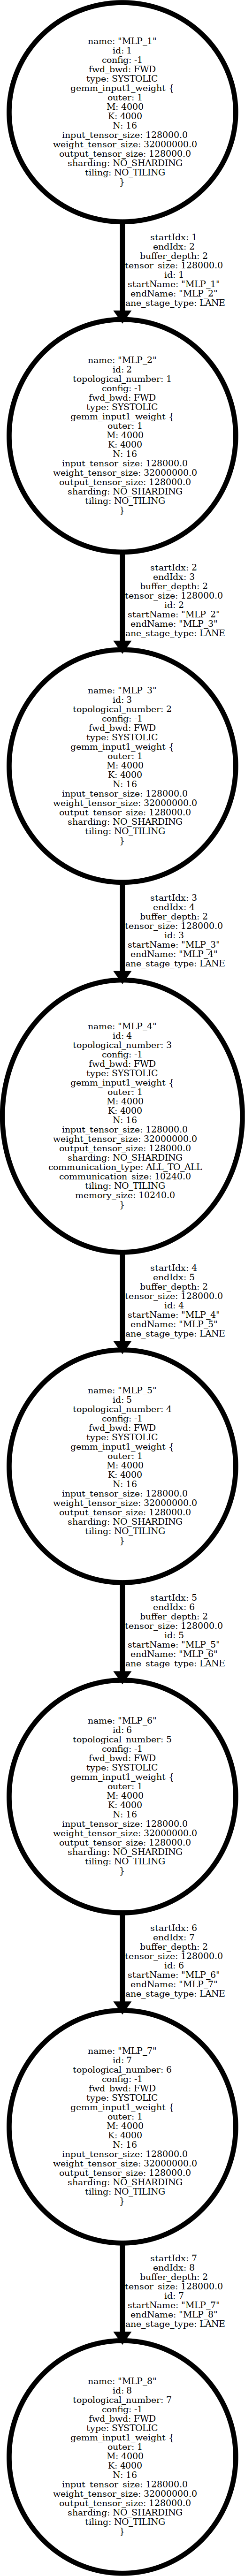 name: "MLP_1"
id: 1
config: -1
fwd_bwd: FWD
type: SYSTOLIC
gemm_input1_weight {
outer: 1
M: 4000
K: 4000
N: 16
input_tensor_size: 128000.0
weight_tensor_size: 32000000.0
output_tensor_size: 128000.0
sharding: NO_SHARDING
tiling: NO_TILING
}
startIdx: 1
endIdx: 2
buffer_depth: 2
tensor_size: 128000.0
id: 1
startName: "MLP_1"
endName: "MLP_2"
lane_stage_type: LANE
name: "MLP_2"
id: 2
topological_number: 1
config: -1
fwd_bwd: FWD
type: SYSTOLIC
gemm_input1_weight {
outer: 1
M: 4000
K: 4000
N: 16
input_tensor_size: 128000.0
weight_tensor_size: 32000000.0
output_tensor_size: 128000.0
sharding: NO_SHARDING
tiling: NO_TILING
}
startIdx: 2
endIdx: 3
buffer_depth: 2
tensor_size: 128000.0
id: 2
startName: "MLP_2"
endName: "MLP_3"
lane_stage_type: LANE
name: "MLP_3"
id: 3
topological_number: 2
config: -1
fwd_bwd: FWD
type: SYSTOLIC
gemm_input1_weight {
outer: 1
M: 4000
K: 4000
N: 16
input_tensor_size: 128000.0
weight_tensor_size: 32000000.0
output_tensor_size: 128000.0
sharding: NO_SHARDING
tiling: NO_TILING
}
startIdx: 3
endIdx: 4
buffer_depth: 2
tensor_size: 128000.0
id: 3
startName: "MLP_3"
endName: "MLP_4"
lane_stage_type: LANE
name: "MLP_4"
id: 4
topological_number: 3
config: -1
fwd_bwd: FWD
type: SYSTOLIC
gemm_input1_weight {
outer: 1
M: 4000
K: 4000
N: 16
input_tensor_size: 128000.0
weight_tensor_size: 32000000.0
output_tensor_size: 128000.0
sharding: NO_SHARDING
communication_type: ALL_TO_ALL
communication_size: 10240.0
tiling: NO_TILING
memory_size: 10240.0
}
startIdx: 4
endIdx: 5
buffer_depth: 2
tensor_size: 128000.0
id: 4
startName: "MLP_4"
endName: "MLP_5"
lane_stage_type: LANE
name: "MLP_5"
id: 5
topological_number: 4
config: -1
fwd_bwd: FWD
type: SYSTOLIC
gemm_input1_weight {
outer: 1
M: 4000
K: 4000
N: 16
input_tensor_size: 128000.0
weight_tensor_size: 32000000.0
output_tensor_size: 128000.0
sharding: NO_SHARDING
tiling: NO_TILING
}
startIdx: 5
endIdx: 6
buffer_depth: 2
tensor_size: 128000.0
id: 5
startName: "MLP_5"
endName: "MLP_6"
lane_stage_type: LANE
name: "MLP_6"
id: 6
topological_number: 5
config: -1
fwd_bwd: FWD
type: SYSTOLIC
gemm_input1_weight {
outer: 1
M: 4000
K: 4000
N: 16
input_tensor_size: 128000.0
weight_tensor_size: 32000000.0
output_tensor_size: 128000.0
sharding: NO_SHARDING
tiling: NO_TILING
}
startIdx: 6
endIdx: 7
buffer_depth: 2
tensor_size: 128000.0
id: 6
startName: "MLP_6"
endName: "MLP_7"
lane_stage_type: LANE
name: "MLP_7"
id: 7
topological_number: 6
config: -1
fwd_bwd: FWD
type: SYSTOLIC
gemm_input1_weight {
outer: 1
M: 4000
K: 4000
N: 16
input_tensor_size: 128000.0
weight_tensor_size: 32000000.0
output_tensor_size: 128000.0
sharding: NO_SHARDING
tiling: NO_TILING
}
startIdx: 7
endIdx: 8
buffer_depth: 2
tensor_size: 128000.0
id: 7
startName: "MLP_7"
endName: "MLP_8"
lane_stage_type: LANE
name: "MLP_8"
id: 8
topological_number: 7
config: -1
fwd_bwd: FWD
type: SYSTOLIC
gemm_input1_weight {
outer: 1
M: 4000
K: 4000
N: 16
input_tensor_size: 128000.0
weight_tensor_size: 32000000.0
output_tensor_size: 128000.0
sharding: NO_SHARDING
tiling: NO_TILING
}